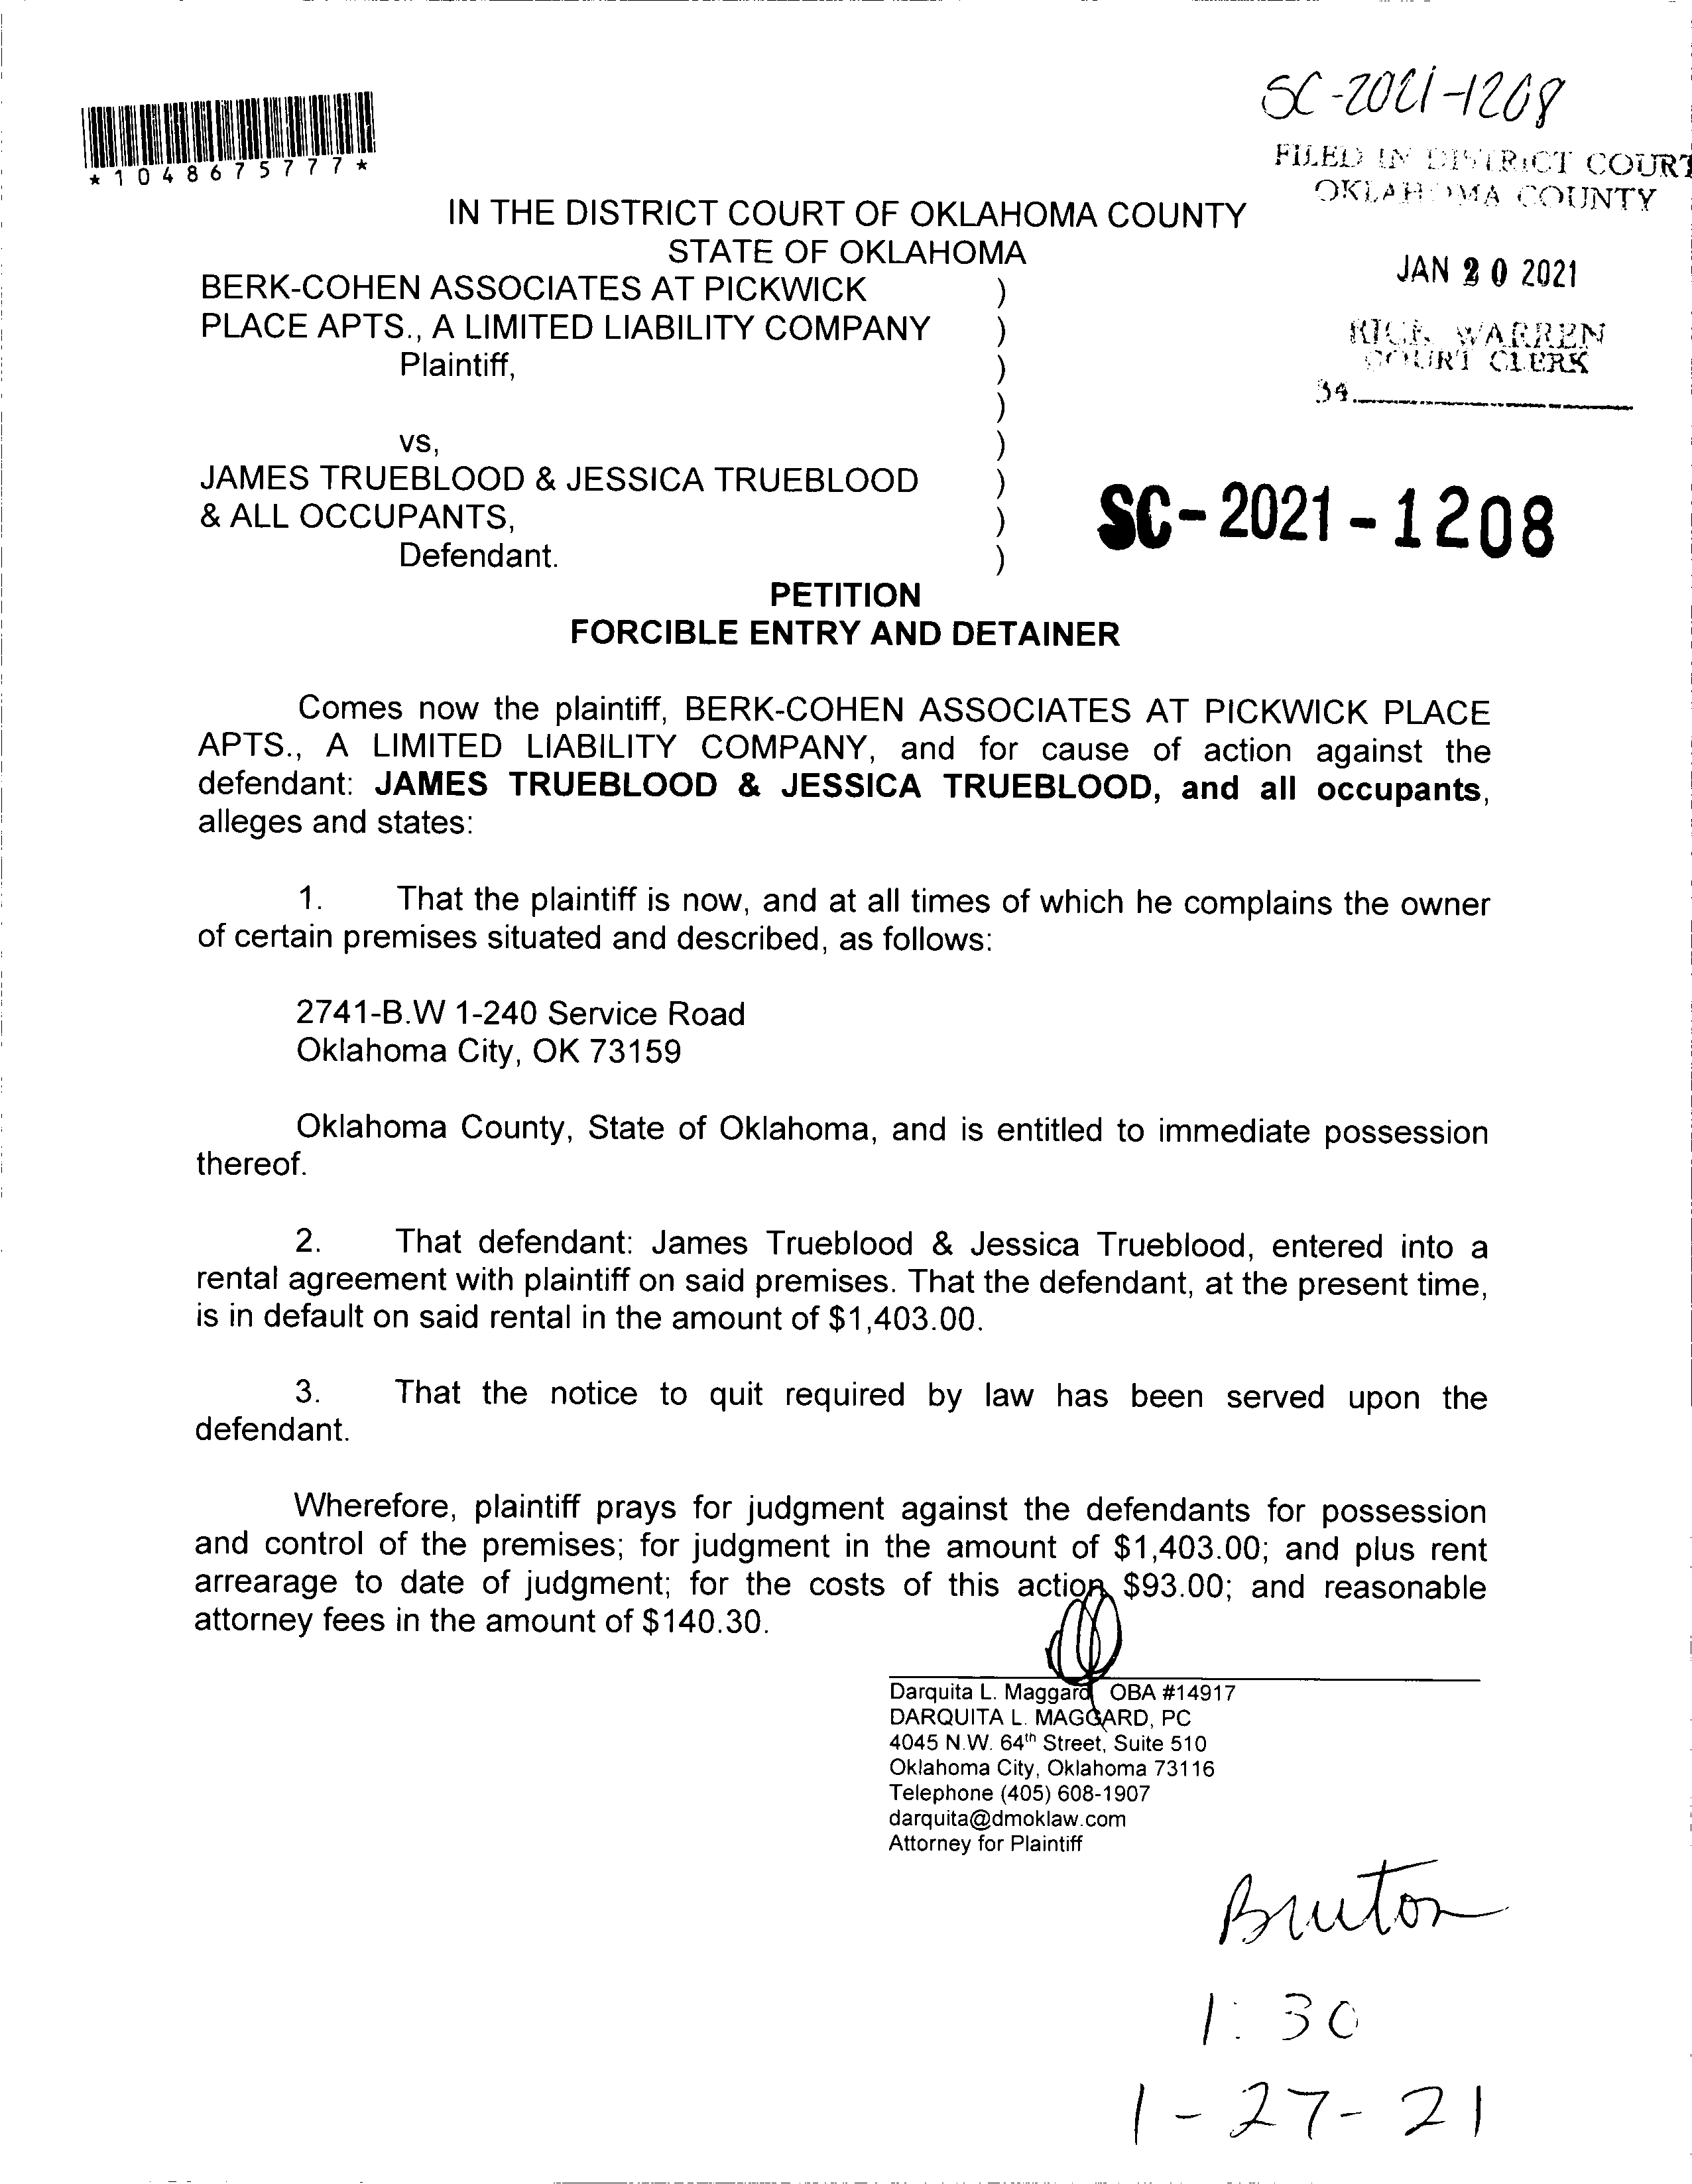 SC-2021-1208
*1048675777*
FILED IN DISTRICT COURT
OKLAHOMA COUNTY
IN THE DISTRICT COURT OF OKLAHOMA COUNTY
STATE OF OKLAHOMA
JAN 20 2021
BERK-COHEN ASSOCIATES AT PICKWICK )
PLACE APTS., A LIMITED LIABILITY COMPANY )
RICK WARREN
COURT CLERK
Plaintiff, )
34
)
vs, )
JAMES TRUEBLOOD & JESSICA TRUEBLOOD )
& ALL OCCUPANTS, )
SC-2021-1208
Defendant. )
PETITION
FORCIBLE ENTRY AND DETAINER
Comes now the plaintiff, BERK-COHEN ASSOCIATES AT PICKWICK PLACE
APTS., A LIMITED LIABILITY COMPANY, and for cause of action against the
defendant: JAMES TRUEBLOOD & JESSICA TRUEBLOOD, and all occupants,
alleges and states:
1. That the plaintiff is now, and at all times of which he complains the owner
of certain premises situated and described, as follows:
2741-B.W 1-240 Service Road
Oklahoma City, OK 73159
Oklahoma County, State of Oklahoma, and is entitled to immediate possession
thereof.
2. That defendant: James Trueblood & Jessica Trueblood, entered into a
rental agreement with plaintiff on said premises. That the defendant, at the present time,
is in default on said rental in the amount of $1,403.00.
3. That the notice to quit required by law has been served upon the
defendant.
Wherefore, plaintiff prays for judgment against the defendants for possession
and control of the premises; for judgment in the amount of $1,403.00; and plus rent
arrearage to date of judgment; for the costs of this action $93.00; and reasonable
attorney fees in the amount of $140.30.
Darquita L. Maggard OBA #14917
DARQUITA L. MAGGARD, PC
4045 N.W. 64th Street, Suite 510
Oklahoma City, Oklahoma 73116
Telephone (405) 608-1907
darquita@dmoklaw.com
Attorney for Plaintiff
Bruton
1:30
1-27-21